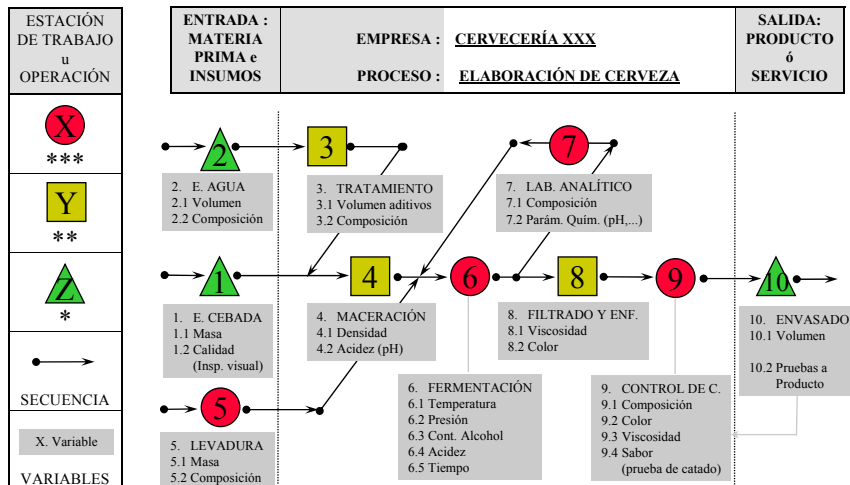 ESTACIÓN
DE TRABAJO
u
OPERACIÓN
X
***
Y
**
Z
*
SECUENCIA
X. Variable
VARIABLES
ENTRADA :
MATERIA
PRIMA e
INSUMOS
EMPRESA : CERVECERÍA XXX
PROCESO : ELABORACIÓN DE CERVEZA
SALIDA:
PRODUCTO
ó
SERVICIO
2
2. E. AGUA
2.1 Volumen
2.2 Composición
3
3. TRATAMIENTO
3.1 Volumen aditivos
3.2 Composición
7
7. LAB. ANALÍTICO
7.1 Composición
7.2 Parám. Quím. (pH,...)
1
1. E. CEBADA
1.1 Masa
1.2 Calidad
(Insp. visual)
4
4. MACERACIÓN
4.1 Densidad
4.2 Acidez (pH)
6
6. FERMENTACIÓN
6.1 Temperatura
6.2 Presión
6.3 Cont. Alcohol
6.4 Acidez
6.5 Tiempo
8
8. FILTRADO Y ENF.
8.1 Viscosidad
8.2 Color
9
9. CONTROL DE C.
9.1 Composición
9.2 Color
9.3 Viscosidad
9.4 Sabor
(prueba de catado)
10
10. ENVASADO
10.1 Volumen
10.2 Pruebas a
Producto
5
5. LEVADURA
5.1 Masa
5.2 Composición